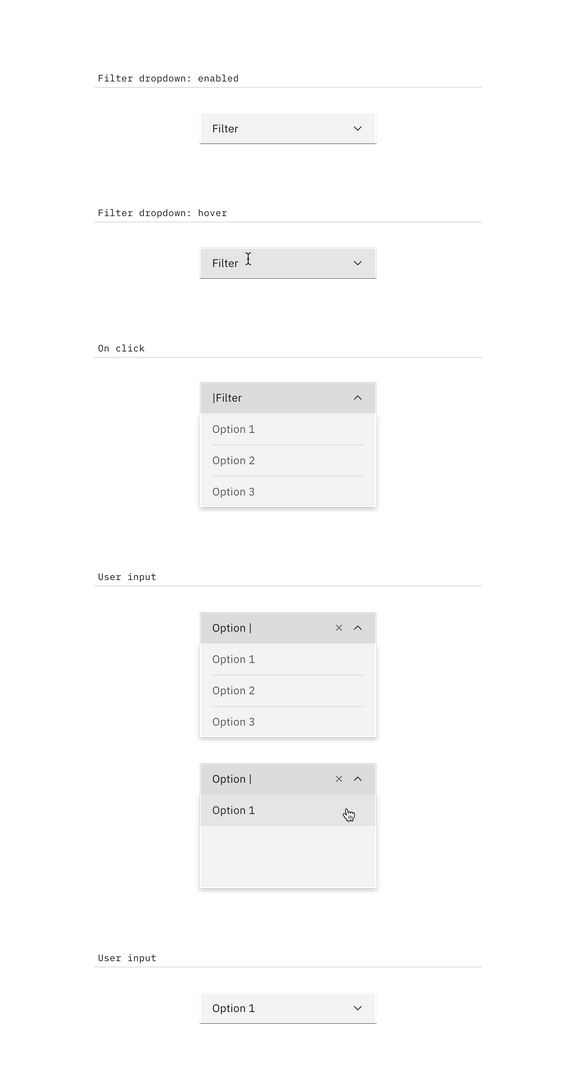 Filter dropdown: enabled
Filter
Filter dropdown: hover
Filter
On click
|Filter
Option 1
Option 2
Option 3
User input
Option |
Option 1
Option 2
Option 3
Option |
Option 1
User input
Option 1